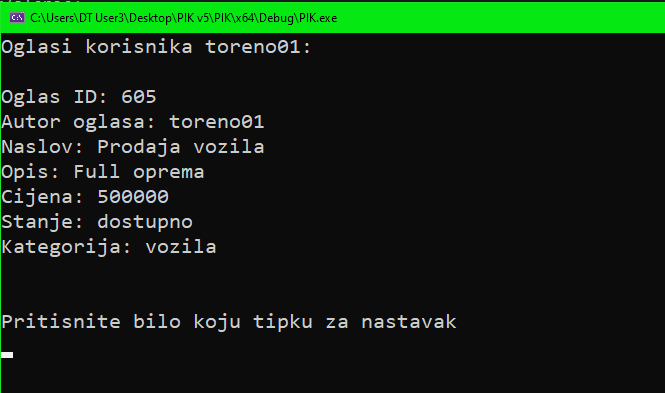 C:\Users\DT User3\Desktop\PIK v5\PIK\x64\Debug\PIK.exe
Oglasi korisnika toreno01:
Oglas ID: 605
Autor oglasa: toreno01
Naslov: Prodaja vozila
Opis: Full oprema
Cijena: 500000
Stanje: dostupno
Kategorija: vozila
Pritisnite bilo koju tipku za nastavak